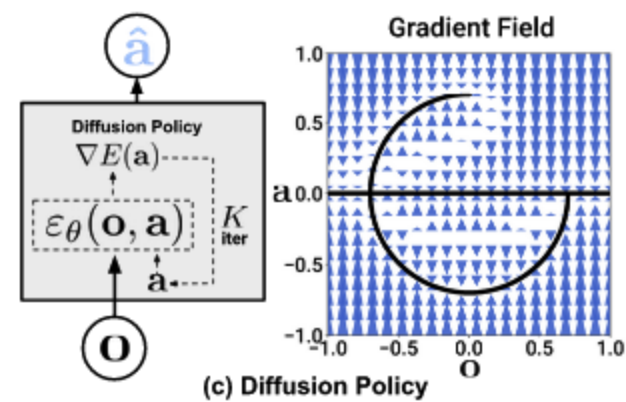 â
Diffusion Policy
∇E(a)
εθ(o, a)
K
iter
a
o
Gradient Field
1.0
0.5
a 0.0
−0.5
−1.0
−1.0 −0.5 0.0 0.5 1.0
o
(c) Diffusion Policy